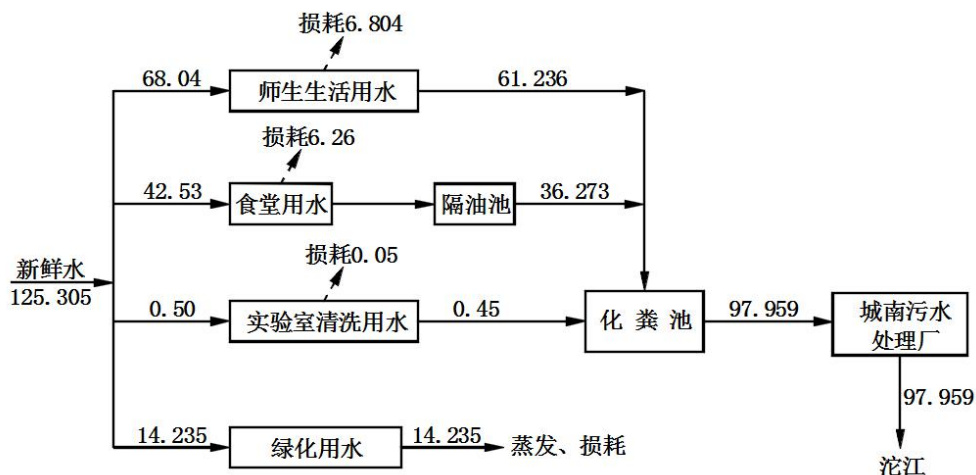 损耗6.804
68.04
师生生活用水
61.236
损耗6.26
42.53
食堂用水
隔油池
36.273
新鲜水
125.305
损耗0.05
0.50
实验室清洗用水
0.45
化粪池
97.959
城南污水
处理厂
97.959
14.235
绿化用水
14.235
蒸发、损耗
沱江